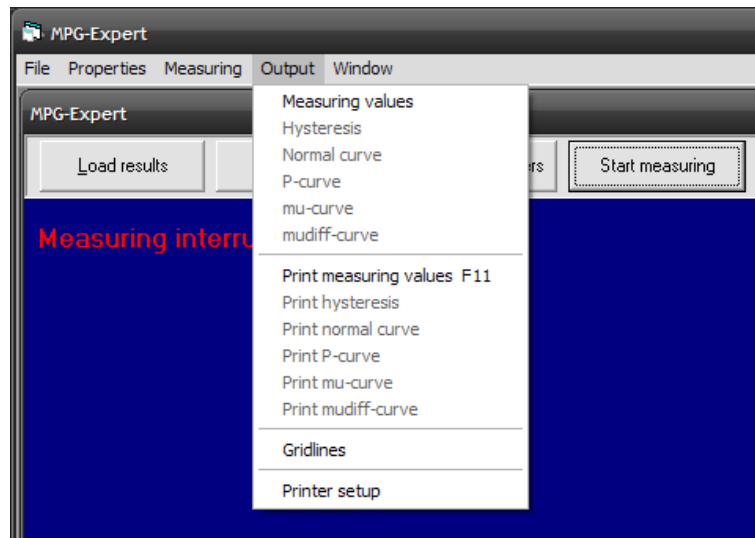 MPG-Expert
File Properties Measuring Output Window
MPG-Expert
Load results
Start measuring
Measuring
Measuring values
Hysteresis
Normal curve
P-curve
mu-curve
mudiff-curve
Print measuring values F11
Print hysteresis
Print normal curve
Print P-curve
Print mu-curve
Print mudiff-curve
Gridlines
Printer setup